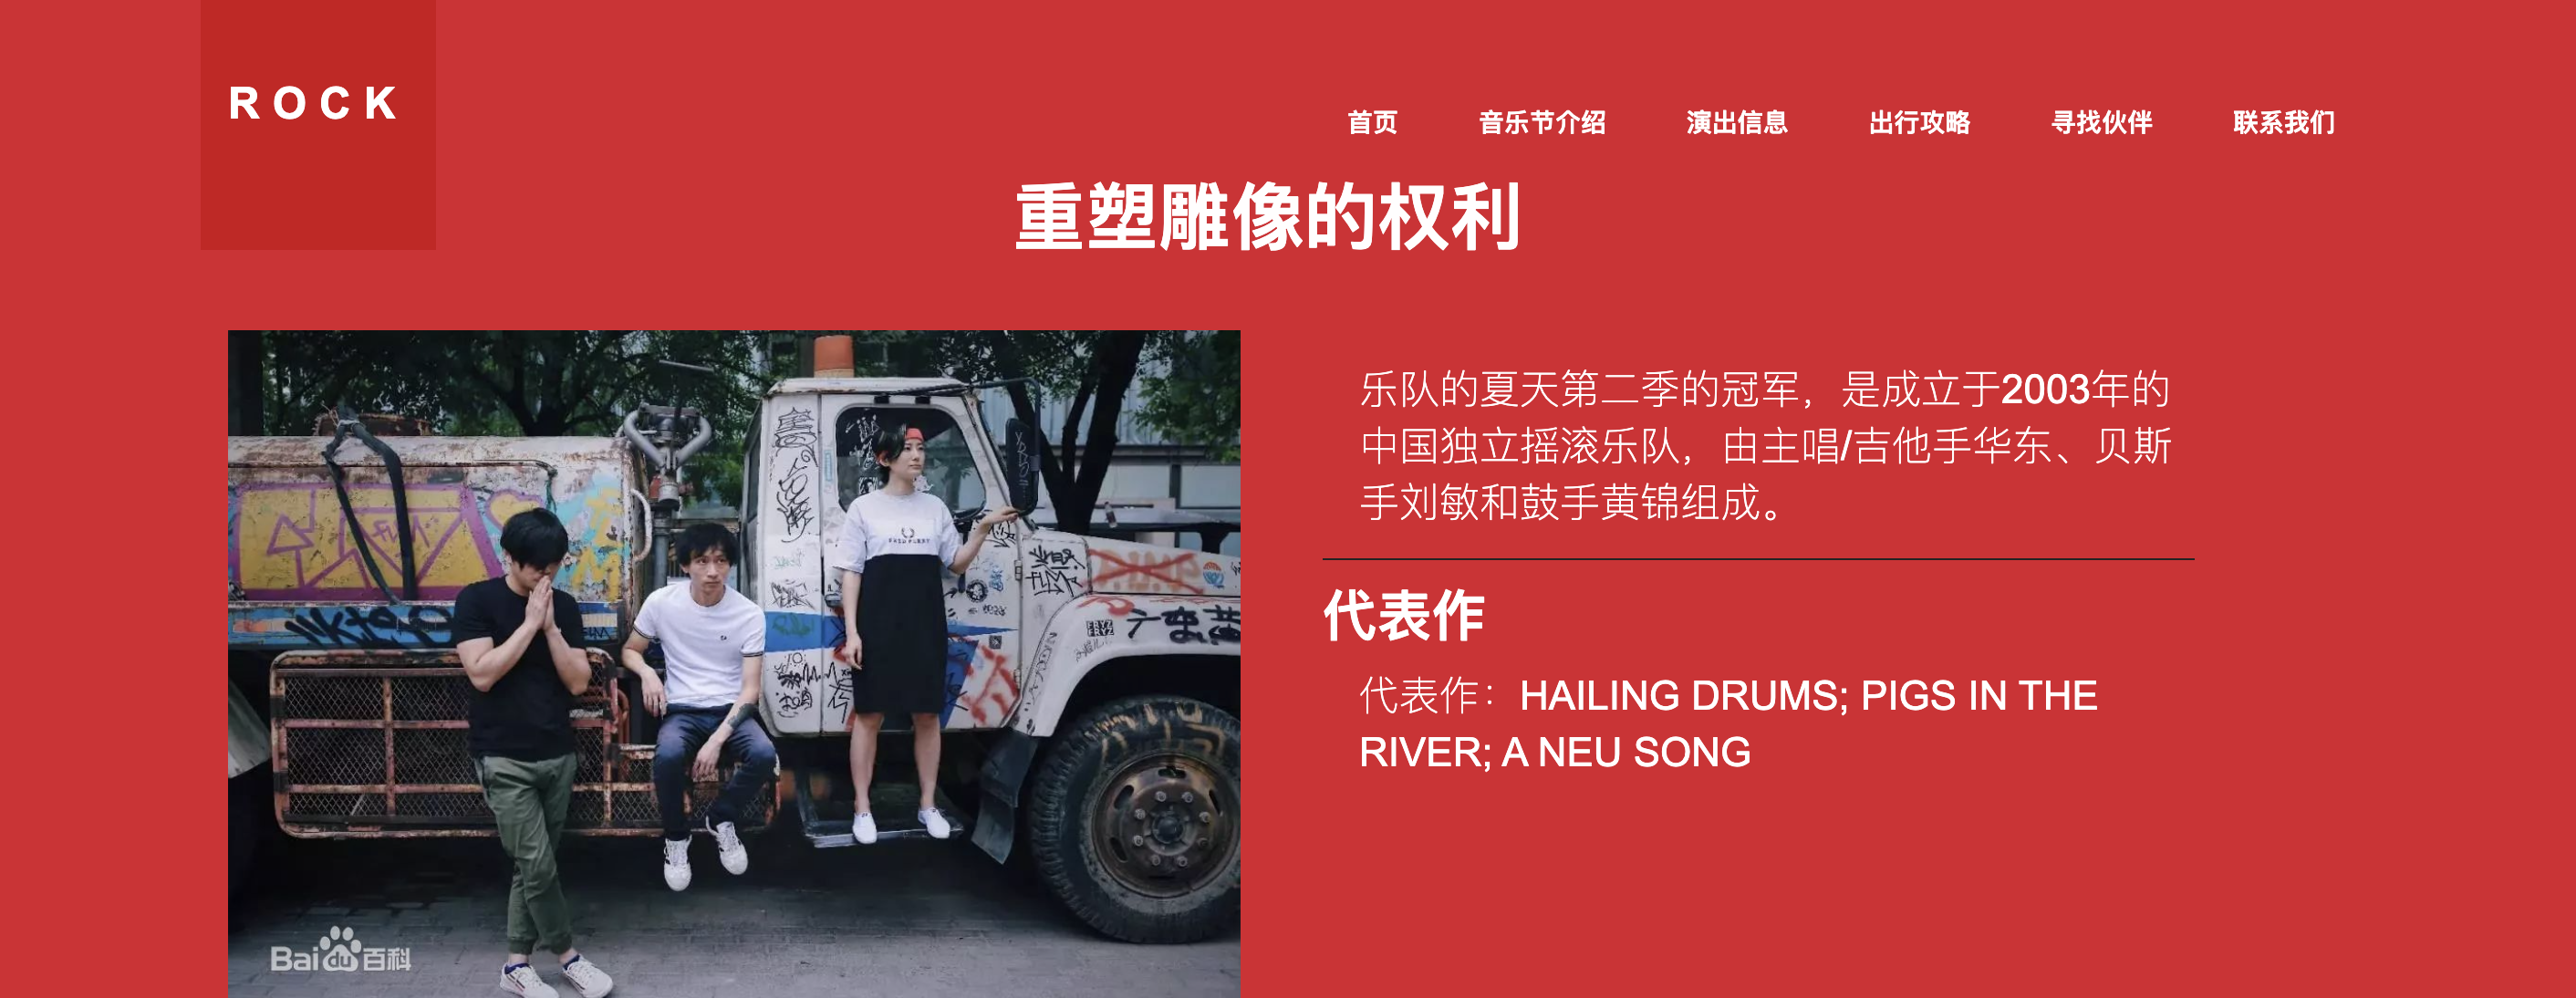 ROCK
首页 音乐节介绍 演出信息 出行攻略 寻找伙伴 联系我们
重塑雕像的权利
乐队的夏天第二季的冠军，是成立于2003年的
中国独立摇滚乐队，由主唱/吉他手华东、贝斯
手刘敏和鼓手黄锦组成。
代表作
代表作：HAILING DRUMS; PIGS IN THE
RIVER; A NEU SONG
FRED PERRY
Bai du 百科